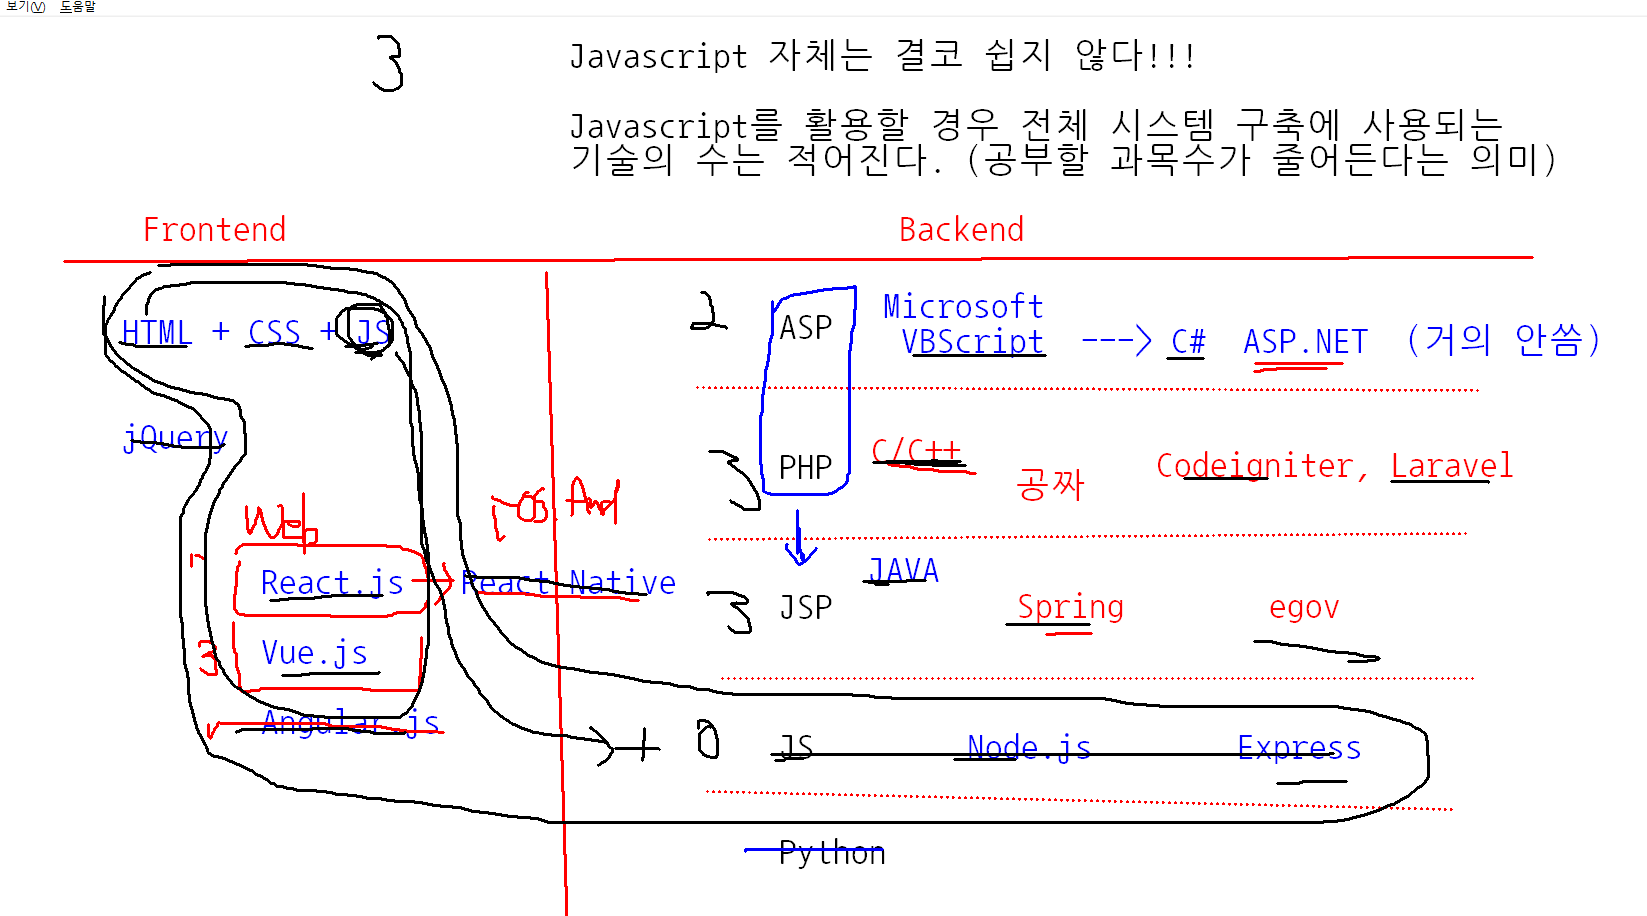 보기(V) 도움말
3
Javascript 자체는 결코 쉽지 않다!!!
Javascript를 활용할 경우 전체 시스템 구축에 사용되는
기술의 수는 적어진다. (공부할 과목수가 줄어든다는 의미)
Frontend
Backend
HTML + CSS + JS
2
ASP
Microsoft
VBScript ---> C# ASP.NET (거의 안씀)
jQuery
3
PHP
C/C++
공짜
Codeigniter, Laravel
Web
iOS And
React.js
React Native
3
JSP
JAVA
Spring
egov
3
Vue.js
Angular.js
+ 0
JS
Node.js
Express
Python